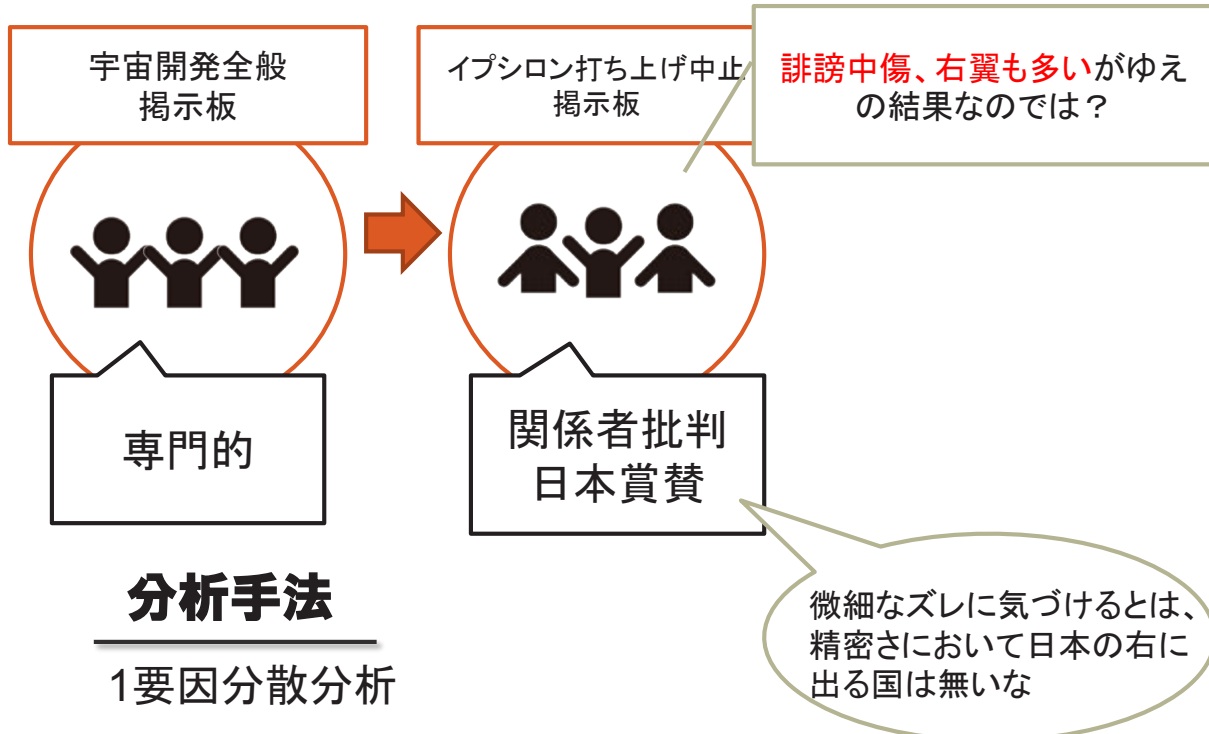 宇宙開発全般
掲示板
イプシロン打ち上げ中止
掲示板
誹謗中傷、右翼も多いがゆえ
の結果なのでは？
専門的
関係者批判
日本賞賛
分析手法
1要因分散分析
微細なズレに気づけるとは、
精密さにおいて日本の右に
出る国は無いな